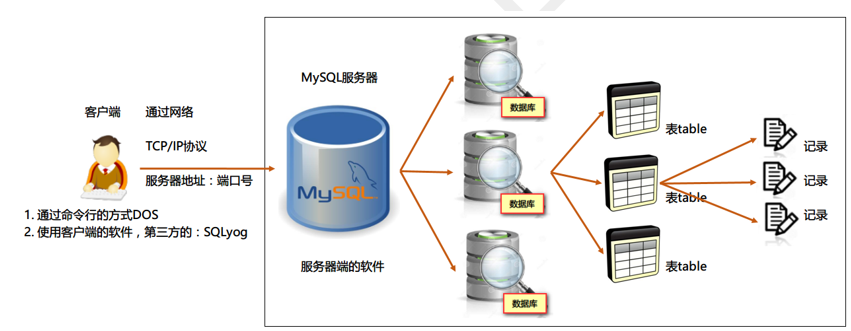 MySQL服务器
客户端
通过网络
TCP/IP协议
服务器地址：端口号
1. 通过命令行的方式DOS
2. 使用客户端的软件，第三方的：SQLyog
MySQL
服务器端的软件
数据库
数据库
数据库
表table
表table
表table
记录
记录
记录